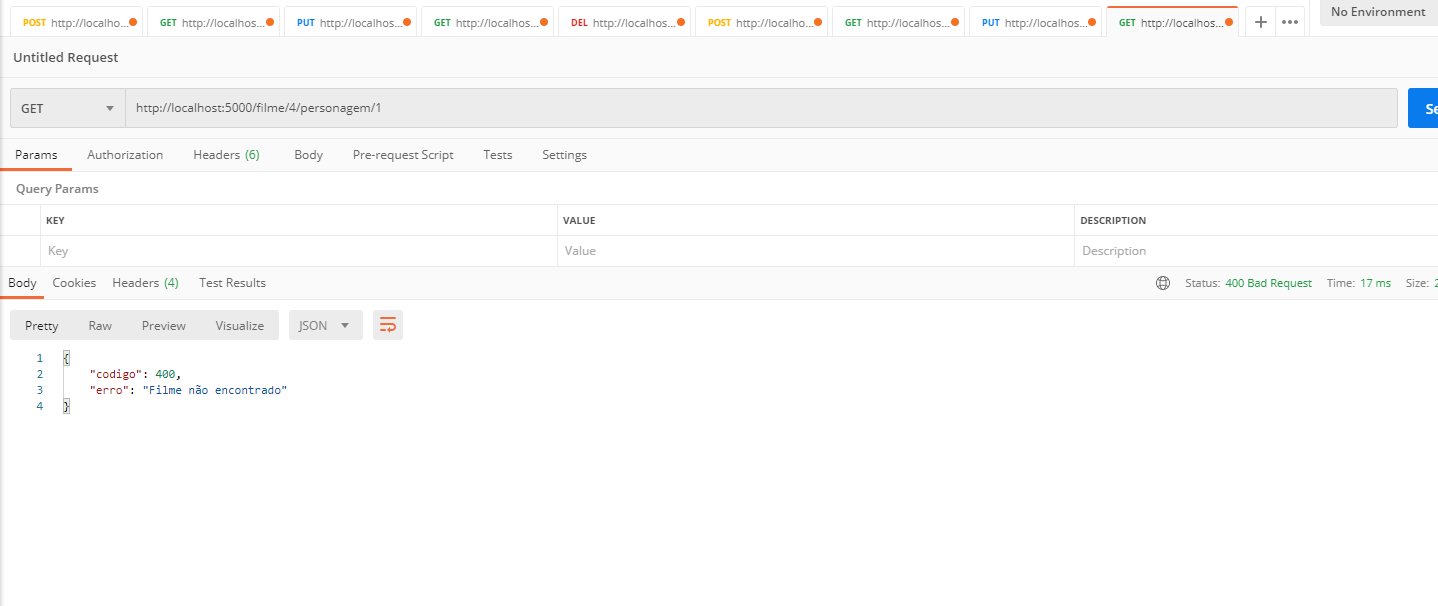 POST http://localho... GET http://localhos... PUT http://localhos... GET http://localhos... DEL http://localhos... POST http://localho... GET http://localhos... PUT http://localhos... GET http://localhos... + ••• No Environment
Untitled Request
GET http://localhost:5000/filme/4/personagem/1 Se
Params Authorization Headers (6) Body Pre-request Script Tests Settings
Query Params
KEY VALUE DESCRIPTION
Key Value Description
Body Cookies Headers (4) Test Results Status: 400 Bad Request Time: 17 ms Size: 2
Pretty Raw Preview Visualize JSON
1 {
2 "codigo": 400,
3 "erro": "Filme não encontrado"
4 }